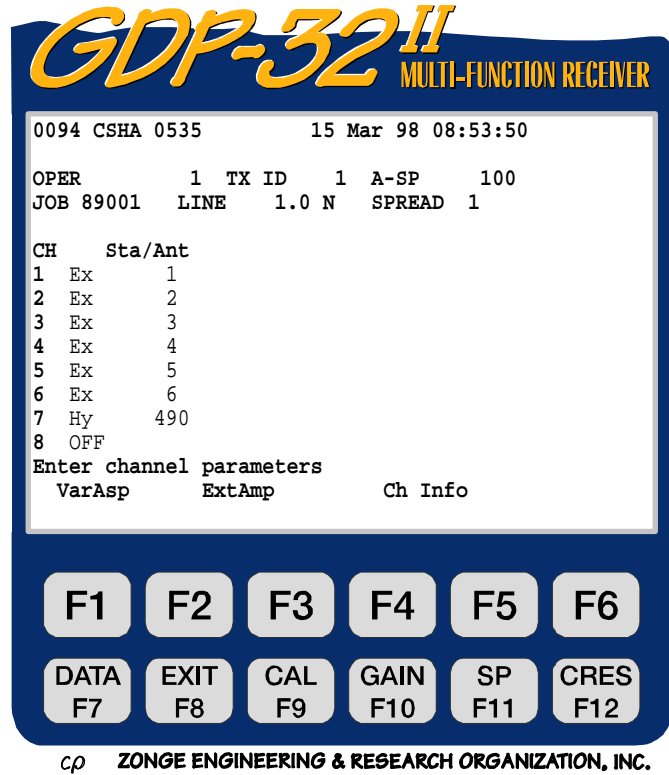 GDP-32 II
MULTI-FUNCTION RECEIVER
0094 CSHA 0535 15 Mar 98 08:53:50
OPER 1 TX ID 1 A-SP 100
JOB 89001 LINE 1.0 N SPREAD 1
CH Sta/Ant
1 Ex 1
2 Ex 2
3 Ex 3
4 Ex 4
5 Ex 5
6 Ex 6
7 Hy 490
8 OFF
Enter channel parameters
VarAsp ExtAmp Ch Info
F1 F2 F3 F4 F5 F6
DATA EXIT CAL GAIN SP CRES
F7 F8 F9 F10 F11 F12
cρ ZONGE ENGINEERING & RESEARCH ORGANIZATION, INC.